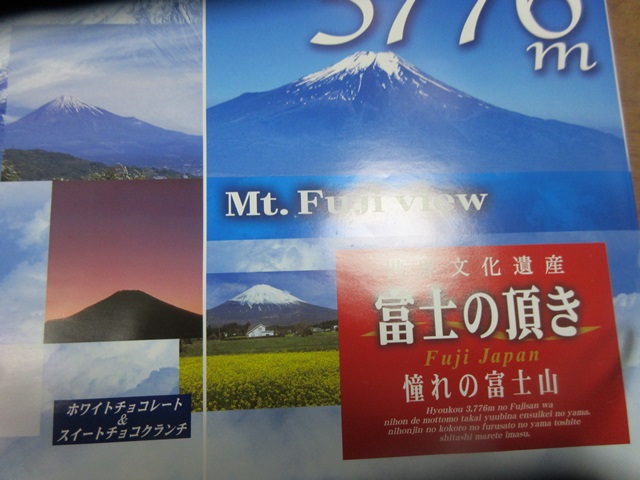 3776
m
Mt. Fuji view
世界文化遺産
富士の頂き
Fuji Japan
憧れの富士山
Hyoukou 3,776m no Fujisan wa
nihon de mottomo takai yuubina ensuikei no yama.
nihonjin no kokoro no furusato no yama toshite
shitashi marete imasu.
ホワイトチョコレート
&
スイートチョコクランチ